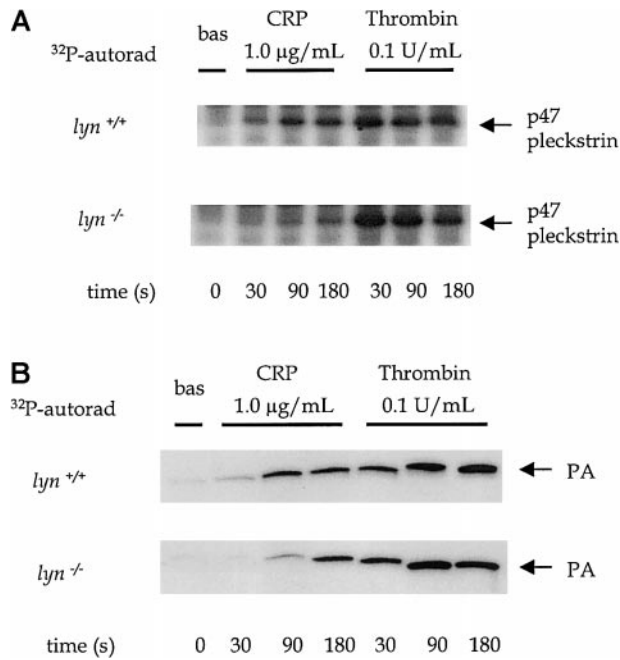 A
CRP
Thrombin
bas
³²P-autorad
1.0 µg/mL
0.1 U/mL
lyn +/+
p47
pleckstrin
lyn -/-
p47
pleckstrin
time (s) 0 30 90 180 30 90 180
B
CRP
Thrombin
bas
³²P-autorad
1.0 µg/mL
0.1 U/mL
lyn +/+
PA
lyn -/-
PA
time (s) 0 30 90 180 30 90 180